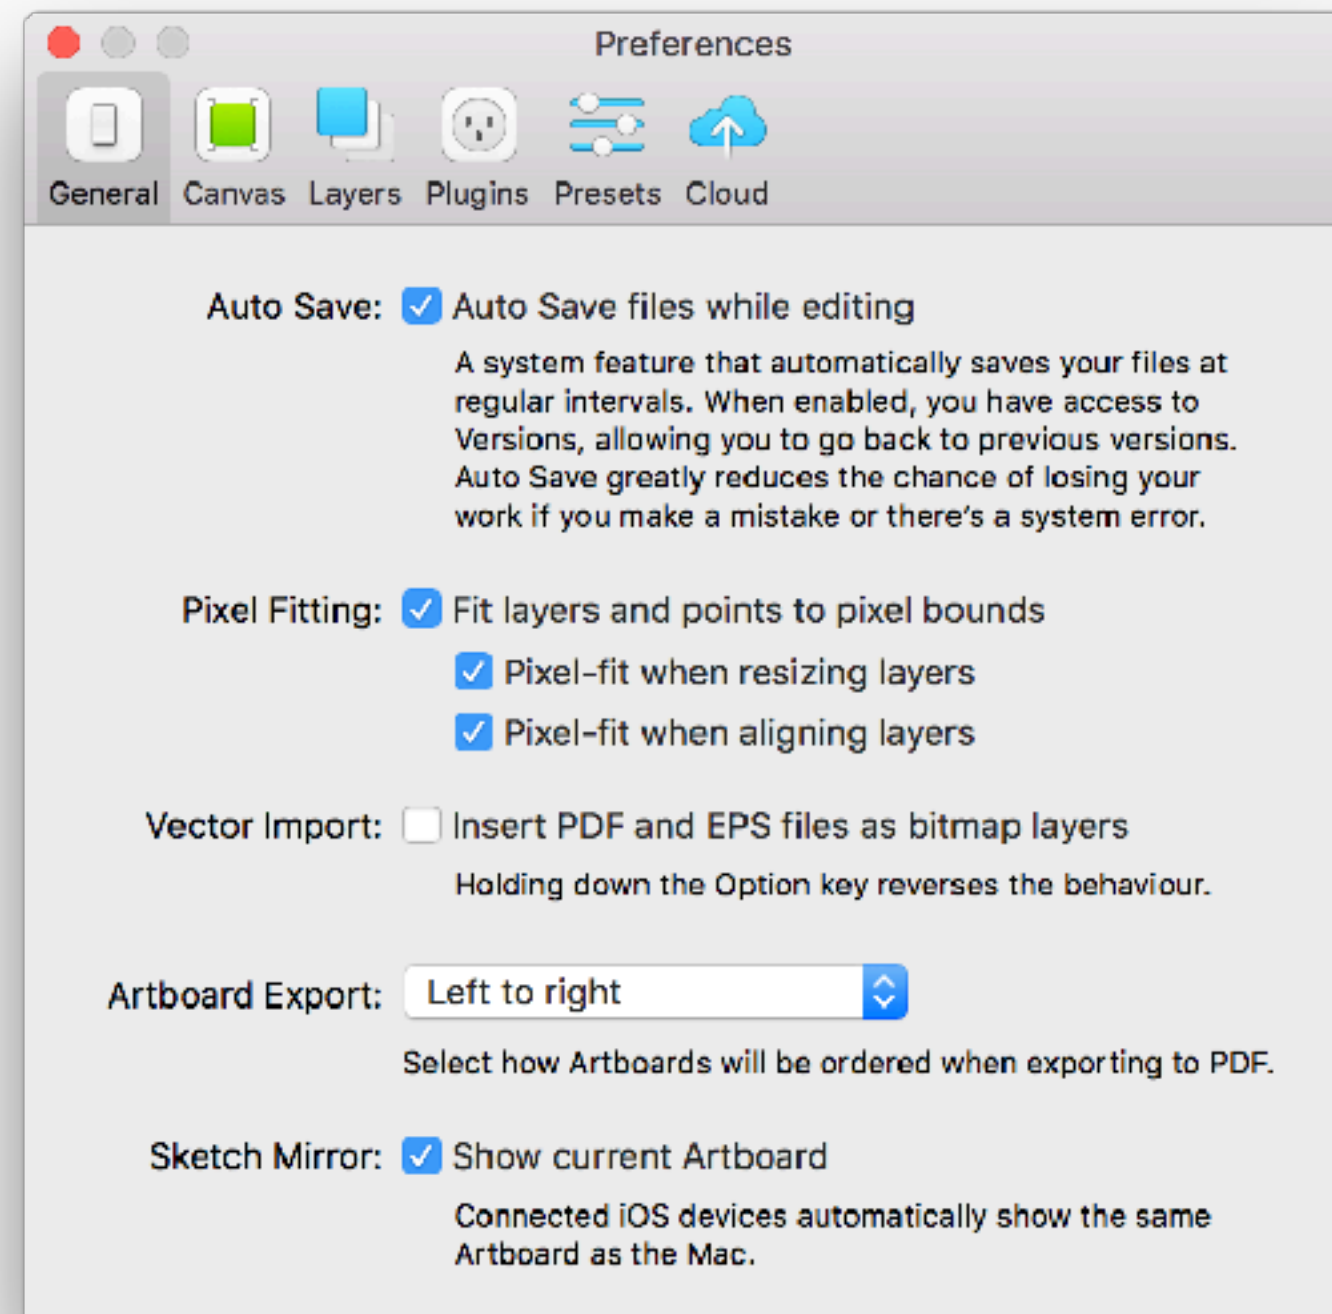 Preferences
General Canvas Layers Plugins Presets Cloud
Auto Save: Auto Save files while editing
A system feature that automatically saves your files at
regular intervals. When enabled, you have access to
Versions, allowing you to go back to previous versions.
Auto Save greatly reduces the chance of losing your
work if you make a mistake or there's a system error.
Pixel Fitting: Fit layers and points to pixel bounds
Pixel-fit when resizing layers
Pixel-fit when aligning layers
Vector Import: Insert PDF and EPS files as bitmap layers
Holding down the Option key reverses the behaviour.
Artboard Export: Left to right
Select how Artboards will be ordered when exporting to PDF.
Sketch Mirror: Show current Artboard
Connected iOS devices automatically show the same
Artboard as the Mac.